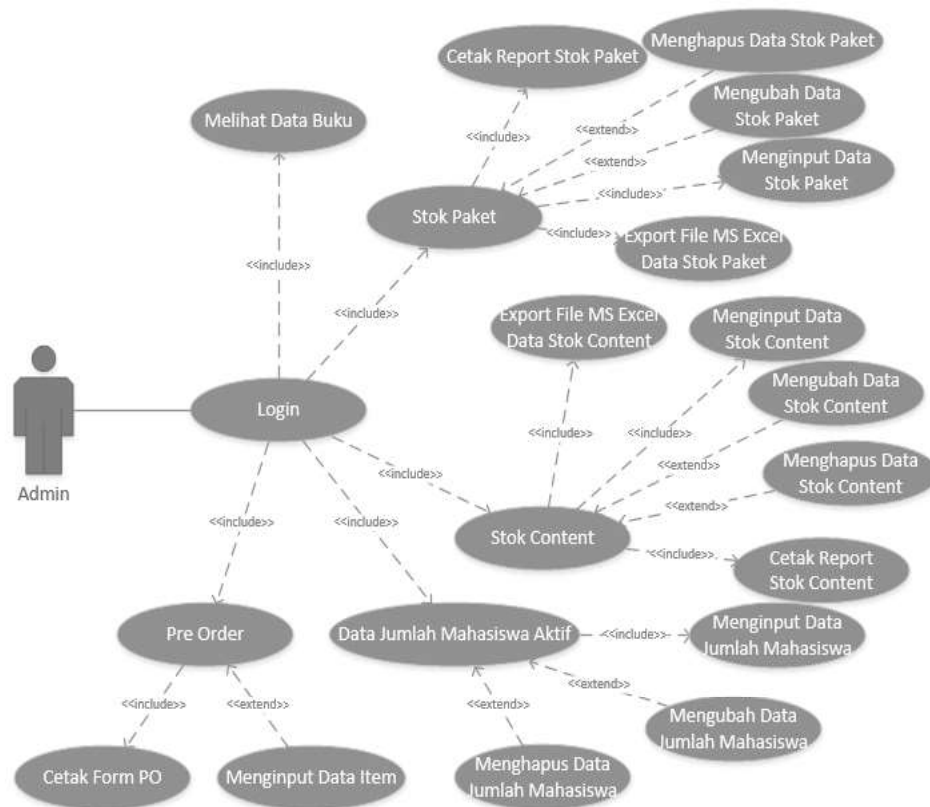 Cetak Report Stok Paket
Menghapus Data Stok Paket
Melihat Data Buku
Mengubah Data
Stok Paket
<<include>>
<<extend>>
<<extend>>
Menginput Data
Stok Paket
<<include>>
Stok Paket
<<include>>
Export File MS Excel
Data Stok Paket
<<include>>
<<include>>
Export File MS Excel
Data Stok Content
Menginput Data
Stok Content
Mengubah Data
Stok Content
Login
<<include>>
<<include>>
<<include>>
<<extend>>
Menghapus Data
Stok Content
Admin
<<extend>>
<<include>>
<<include>>
Stok Content
<<include>>
Cetak Report
Stok Content
Pre Order
Data Jumlah Mahasiswa Aktif
<<include>>
Menginput Data
Jumlah Mahasiswa
<<include>>
<<extend>>
<<extend>>
<<extend>>
Mengubah Data
Jumlah Mahasiswa
Cetak Form PO
Menginput Data Item
Menghapus Data
Jumlah Mahasiswa